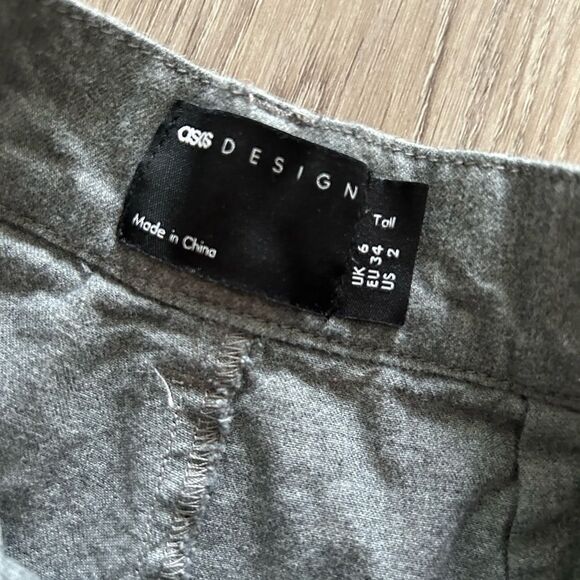 asos DESIGN
Made in China
Tall
UK 6
EU 34
US 2